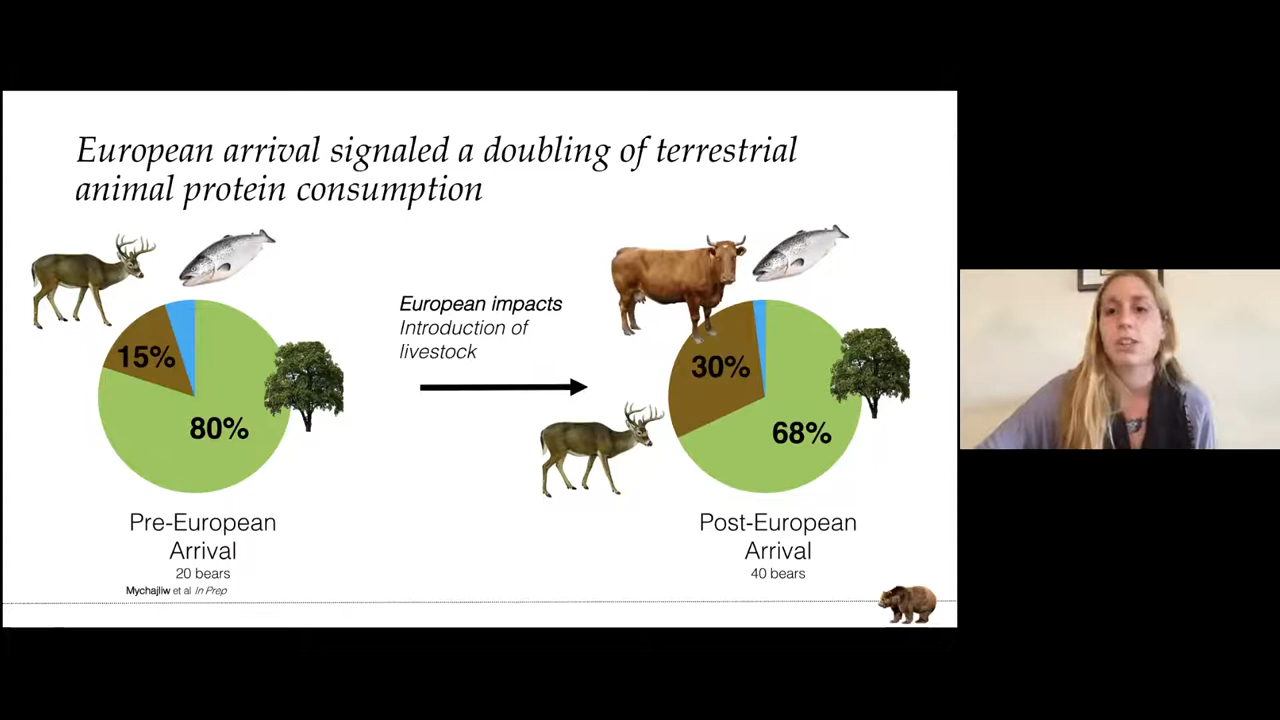 European arrival signaled a doubling of terrestrial
animal protein consumption
European impacts
Introduction of
livestock
15%
80%
30%
68%
Pre-European
Arrival
20 bears
Mychajliw et al In Prep
Post-European
Arrival
40 bears